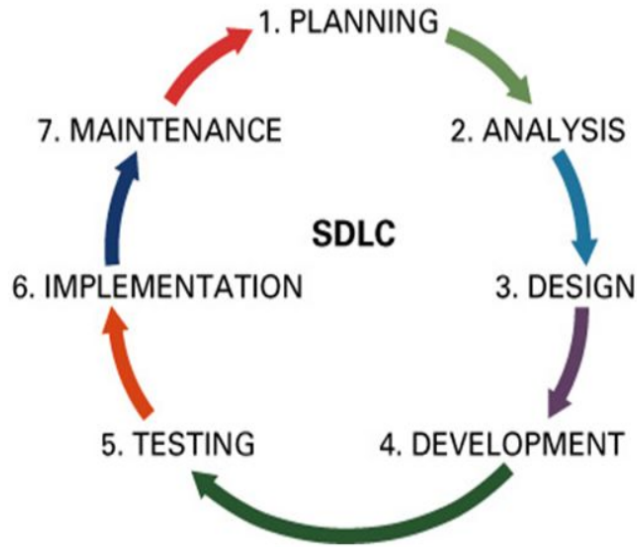 1. PLANNING
2. ANALYSIS
3. DESIGN
4. DEVELOPMENT
5. TESTING
6. IMPLEMENTATION
7. MAINTENANCE
SDLC